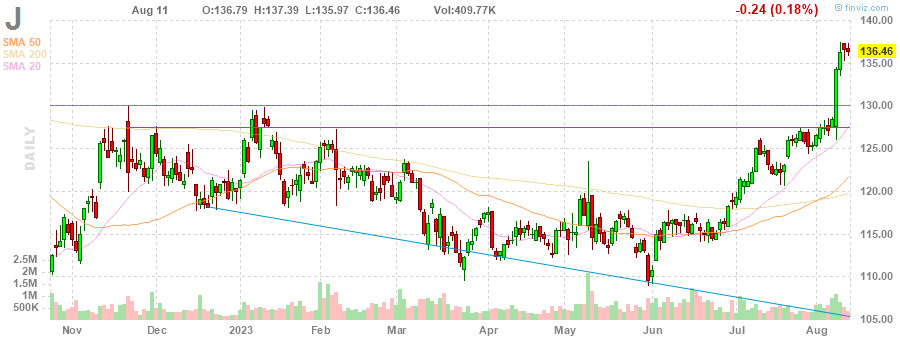 J
Aug 11 O:136.79 H:137.39 L:135.97 C:136.46 Vol:409.77K -0.24 (0.18%)
© finviz.com
SMA 50
SMA 200
SMA 20
DAILY
140.00
136.46
135.00
130.00
125.00
120.00
115.00
110.00
105.00
2.5M
2M
1.5M
1M
500K
Nov Dec 2023 Feb Mar Apr May Jun Jul Aug